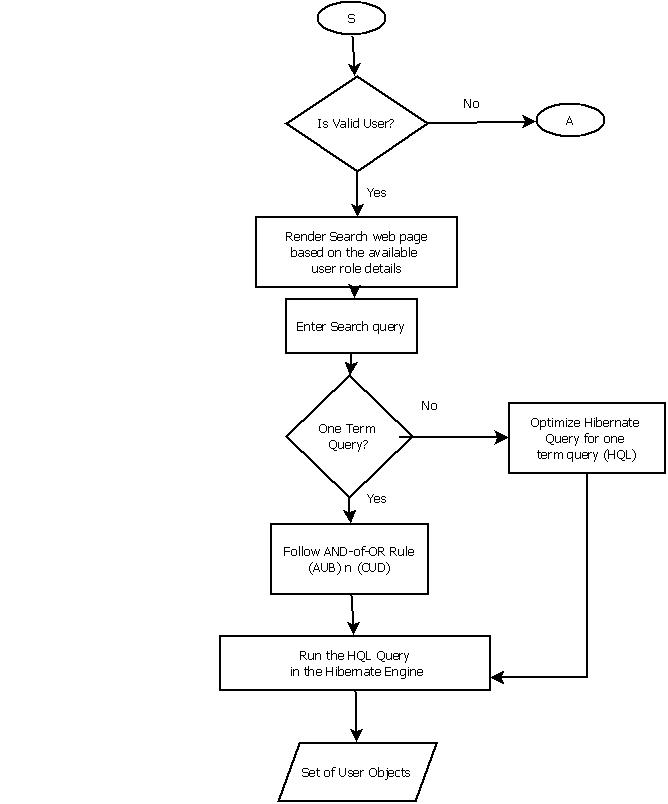 S
Is Valid User?
No
A
Yes
Render Search web page
based on the available
user role details
Enter Search query
No
One Term
Query?
Optimize Hibernate
Query for one
term query (HQL)
Yes
Follow AND-of-OR Rule
(AUB) n (CUD)
Run the HQL Query
in the Hibernate Engine
Set of User Objects